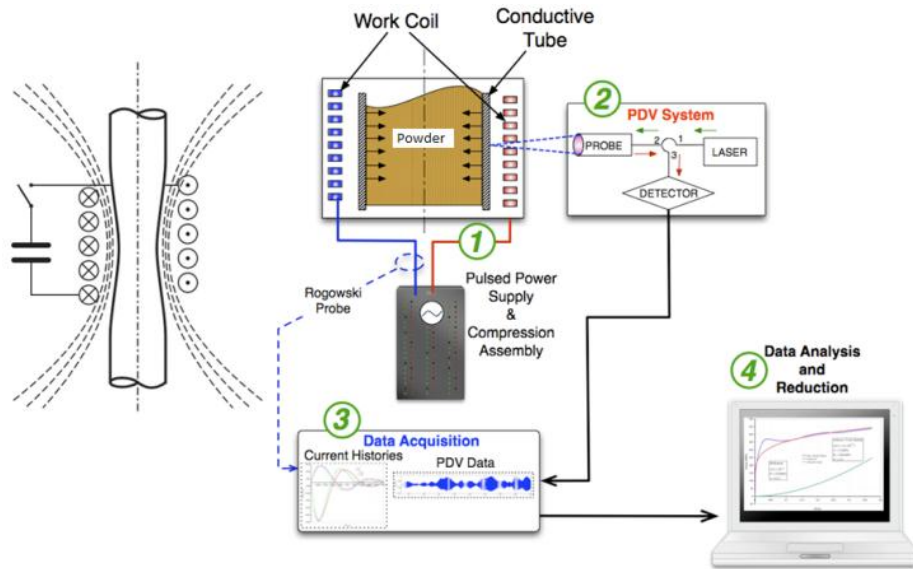 Work Coil
Conductive
Tube
Powder
2
PDV System
PROBE
2
1
3
LASER
DETECTOR
1
Rogowski
Probe
Pulsed Power
Supply
&
Compression
Assembly
3
Data Acquisition
Current Histories
PDV Data
4
Data Analysis
and
Reduction